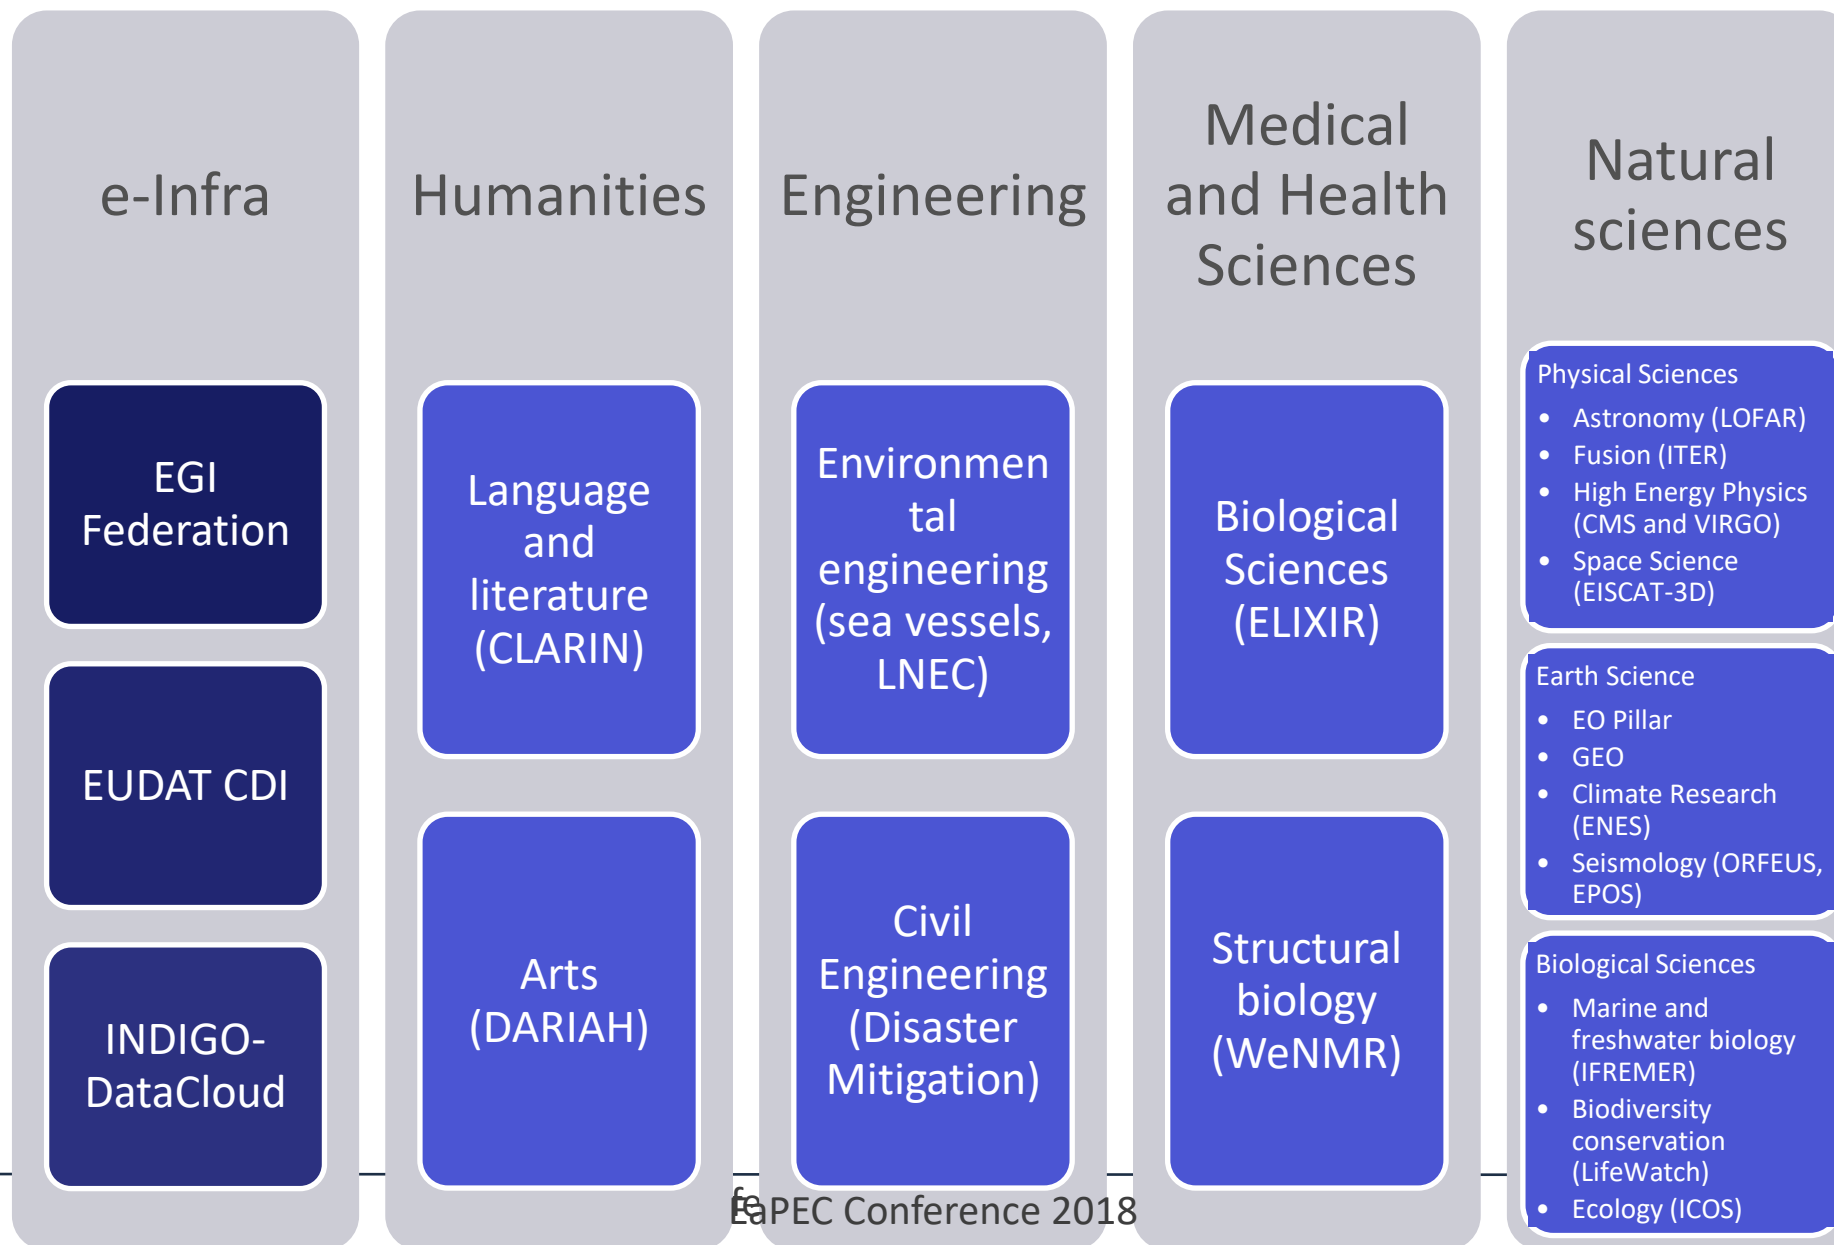 e-Infra
EGI
Federation
EUDAT CDI
INDIGO-
DataCloud
Humanities
Language
and
literature
(CLARIN)
Arts
(DARIAH)
Engineering
Environmen
tal
engineering
(sea vessels,
LNEC)
Civil
Engineering
(Disaster
Mitigation)
Medical
and Health
Sciences
Biological
Sciences
(ELIXIR)
Structural
biology
(WeNMR)
Natural
sciences
Physical Sciences
• Astronomy (LOFAR)
• Fusion (ITER)
• High Energy Physics
(CMS and VIRGO)
• Space Science
(EISCAT-3D)
Earth Science
• EO Pillar
• GEO
• Climate Research
(ENES)
• Seismology (ORFEUS,
EPOS)
Biological Sciences
• Marine and
freshwater biology
(IFREMER)
• Biodiversity
conservation
(LifeWatch)
• Ecology (ICOS)
EaPEC Conference 2018